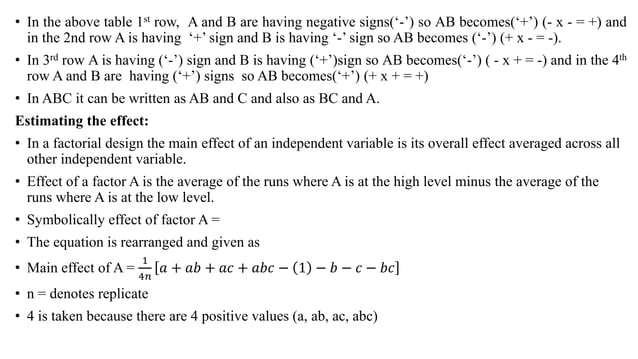 • In the above table 1st row,  A and B are having negative signs(‘-’) so AB becomes(‘+’) (- x - = +) and
in the 2nd row A is having  ‘+’ sign and B is having ‘-’ sign so AB becomes (‘-’) (+ x - = -).
• In 3rd row A is having (‘-’) sign and B is having (‘+’)sign so AB becomes(‘-’) ( - x + = -) and in the 4th
row A and B are  having (‘+’) signs  so AB becomes(‘+’) (+ x + = +)
• In ABC it can be written as AB and C and also as BC and A.
Estimating the effect:
• In a factorial design the main effect of an independent variable is its overall effect averaged across all
other independent variable.
• Effect of a factor A is the average of the runs where A is at the high level minus the average of the
runs where A is at the low level.
• Symbolically effect of factor A =
• The equation is rearranged and given as
• Main effect of A = 1/4n [a + ab + ac + abc − (1) − b − c − bc]
• n = denotes replicate
• 4 is taken because there are 4 positive values (a, ab, ac, abc)